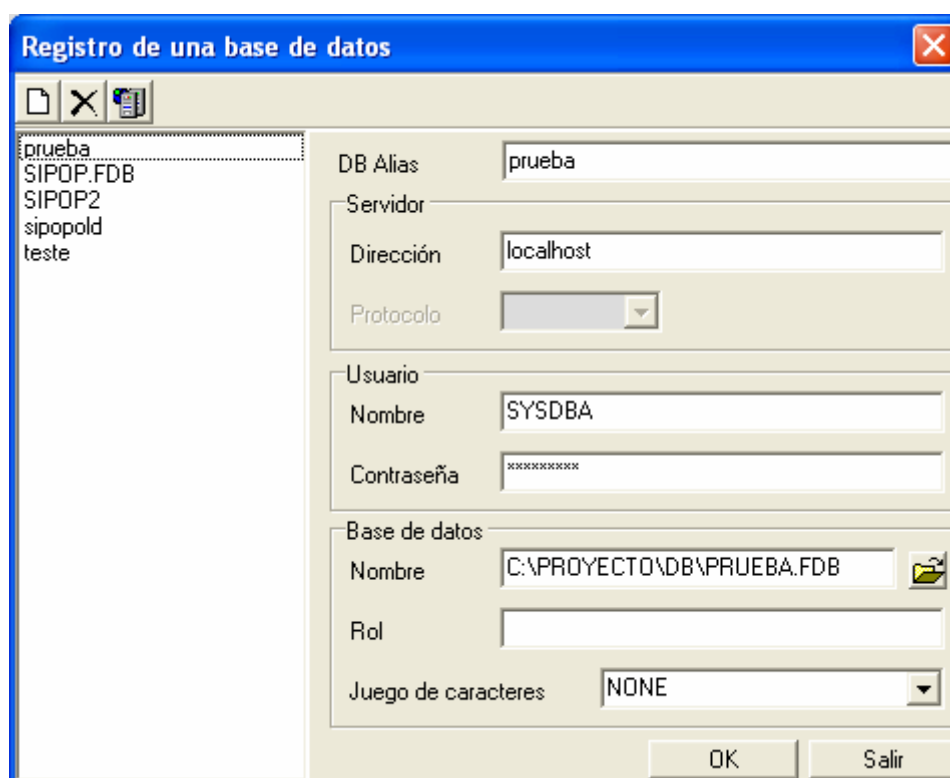 Registro de una base de datos
prueba
SIPOP.FDB
SIPOP2
sipopold
teste
DB Alias prueba
Servidor
Dirección localhost
Protocolo
Usuario
Nombre SYSDBA
Contraseña *********
Base de datos
Nombre C:\PROYECTO\DB\PRUEBA.FDB
Rol
Juego de caracteres NONE
OK Salir